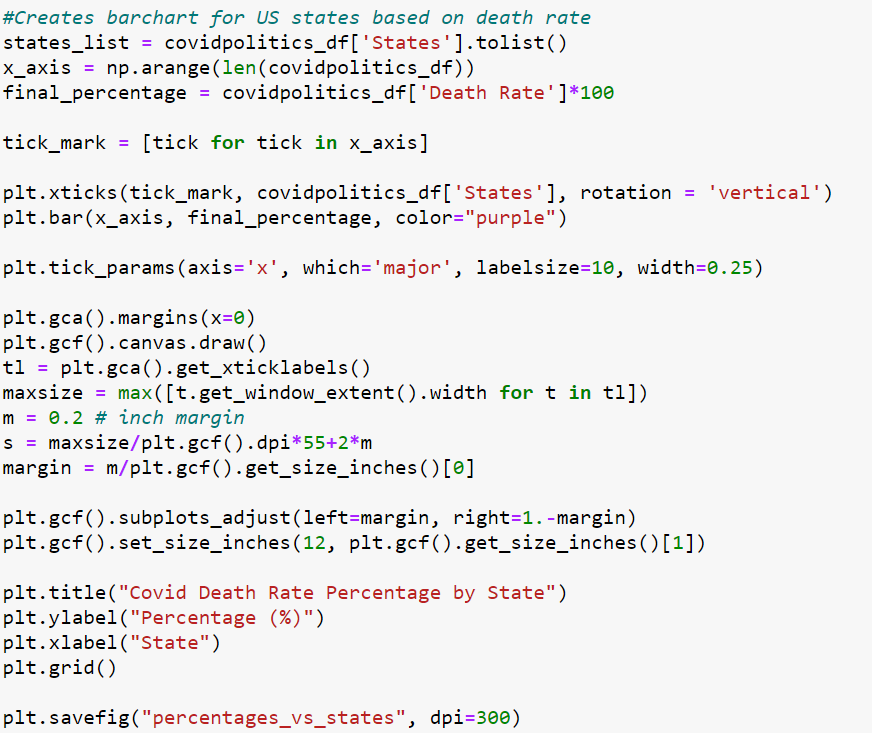 #Creates barchart for US states based on death rate
states_list = covidpolitics_df['States'].tolist()
x_axis = np.arange(len(covidpolitics_df))
final_percentage = covidpolitics_df['Death Rate']*100
tick_mark = [tick for tick in x_axis]
plt.xticks(tick_mark, covidpolitics_df['States'], rotation = 'vertical')
plt.bar(x_axis, final_percentage, color="purple")
plt.tick_params(axis='x', which='major', labelsize=10, width=0.25)
plt.gca().margins(x=0)
plt.gcf().canvas.draw()
tl = plt.gca().get_xticklabels()
maxsize = max([t.get_window_extent().width for t in tl])
m = 0.2 # inch margin
s = maxsize/plt.gcf().dpi*55+2*m
margin = m/plt.gcf().get_size_inches()[0]
plt.gcf().subplots_adjust(left=margin, right=1.-margin)
plt.gcf().set_size_inches(12, plt.gcf().get_size_inches()[1])
plt.title("Covid Death Rate Percentage by State")
plt.ylabel("Percentage (%)")
plt.xlabel("State")
plt.grid()
plt.savefig("percentages_vs_states", dpi=300)